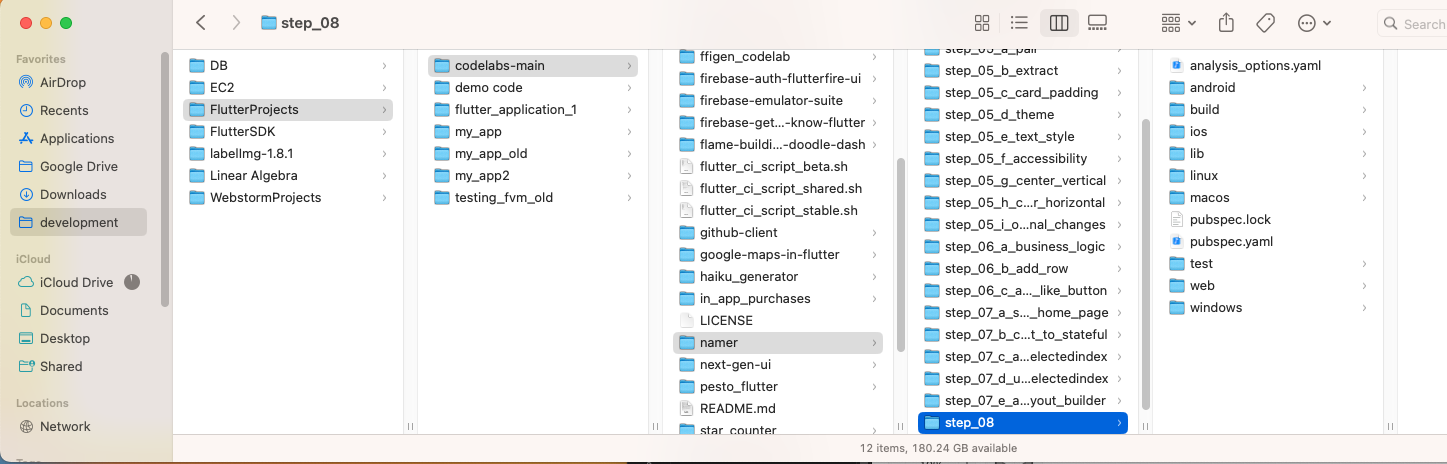 step_08
Search
Favorites
AirDrop
Recents
Applications
Google Drive
Downloads
development
iCloud
iCloud Drive
Documents
Desktop
Shared
Locations
Network
DB
EC2
FlutterProjects
FlutterSDK
labelImg-1.8.1
Linear Algebra
WebstormProjects
codelabs-main
demo code
flutter_application_1
my_app
my_app_old
my_app2
testing_fvm_old
ffigen_codelab
firebase-auth-flutterfire-ui
firebase-emulator-suite
firebase-get...-know-flutter
flame-buildi...-doodle-dash
flutter_ci_script_beta.sh
flutter_ci_script_shared.sh
flutter_ci_script_stable.sh
github-client
google-maps-in-flutter
haiku_generator
in_app_purchases
LICENSE
namer
next-gen-ui
pesto_flutter
README.md
star_counter
step_05_a_pair
step_05_b_extract
step_05_c_card_padding
step_05_d_theme
step_05_e_text_style
step_05_f_accessibility
step_05_g_center_vertical
step_05_h_c...r_horizontal
step_05_i_o...nal_changes
step_06_a_business_logic
step_06_b_add_row
step_06_c_a..._like_button
step_07_a_s..._home_page
step_07_b_c...t_to_stateful
step_07_c_a...electedindex
step_07_d_u...electedindex
step_07_e_a...yout_builder
step_08
analysis_options.yaml
android
build
ios
lib
linux
macos
pubspec.lock
pubspec.yaml
test
web
windows
12 items, 180.24 GB available